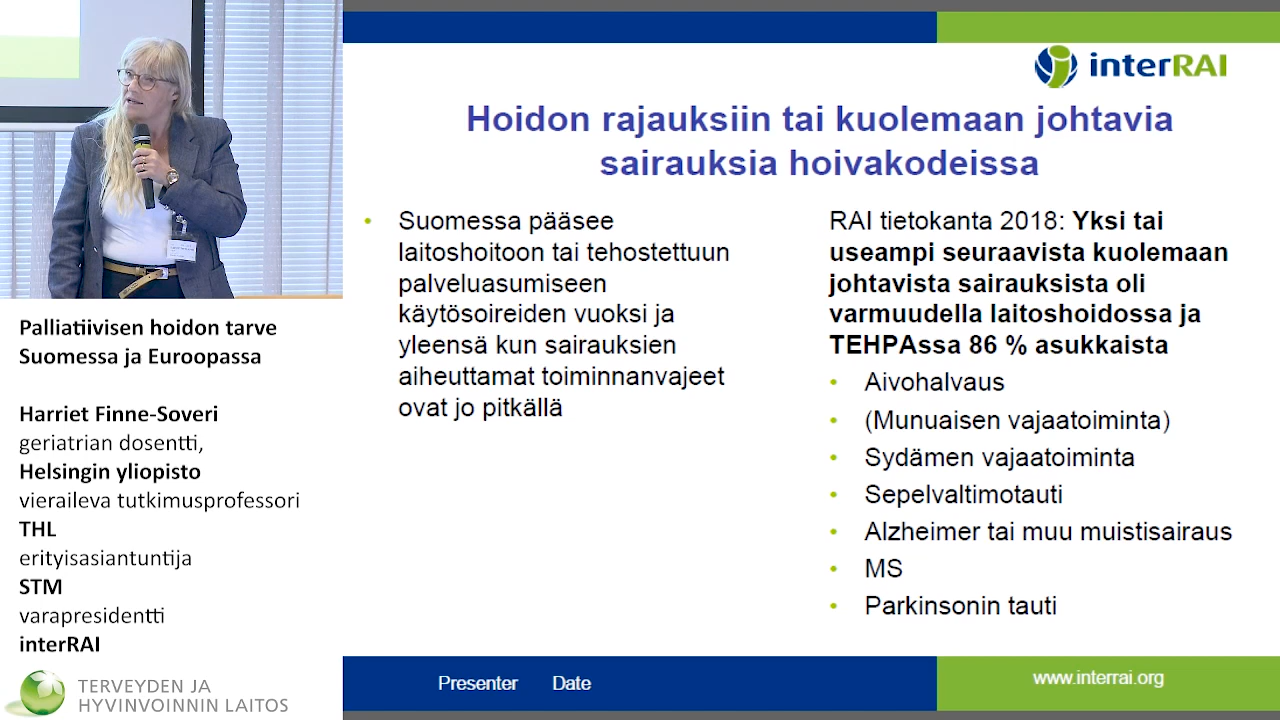 interRAI
Hoidon rajauksiin tai kuolemaan johtavia
sairauksia hoivakodeissa
Suomessa pääsee
laitoshoitoon tai tehostettuun
palveluasumiseen
käytösoireiden vuoksi ja
yleensä kun sairauksien
aiheuttamat toiminnanvajeet
ovat jo pitkällä
RAI tietokanta 2018: Yksi tai
useampi seuraavista kuolemaan
johtavista sairauksista oli
varmuudella laitoshoidossa ja
TEHPAssa 86 % asukkaista
Aivohalvaus
(Munuaisen vajaatoiminta)
Sydämen vajaatoiminta
Sepelvaltimotauti
Alzheimer tai muu muistisairaus
MS
Parkinsonin tauti
Presenter Date
www.interrai.org
Palliatiivisen hoidon tarve
Suomessa ja Euroopassa
Harriet Finne-Soveri
geriatrian dosentti,
Helsingin yliopisto
vieraileva tutkimusprofessori
THL
erityisasiantuntija
STM
varapresidentti
interRAI
TERVEYDEN JA
HYVINVOINNIN LAITOS